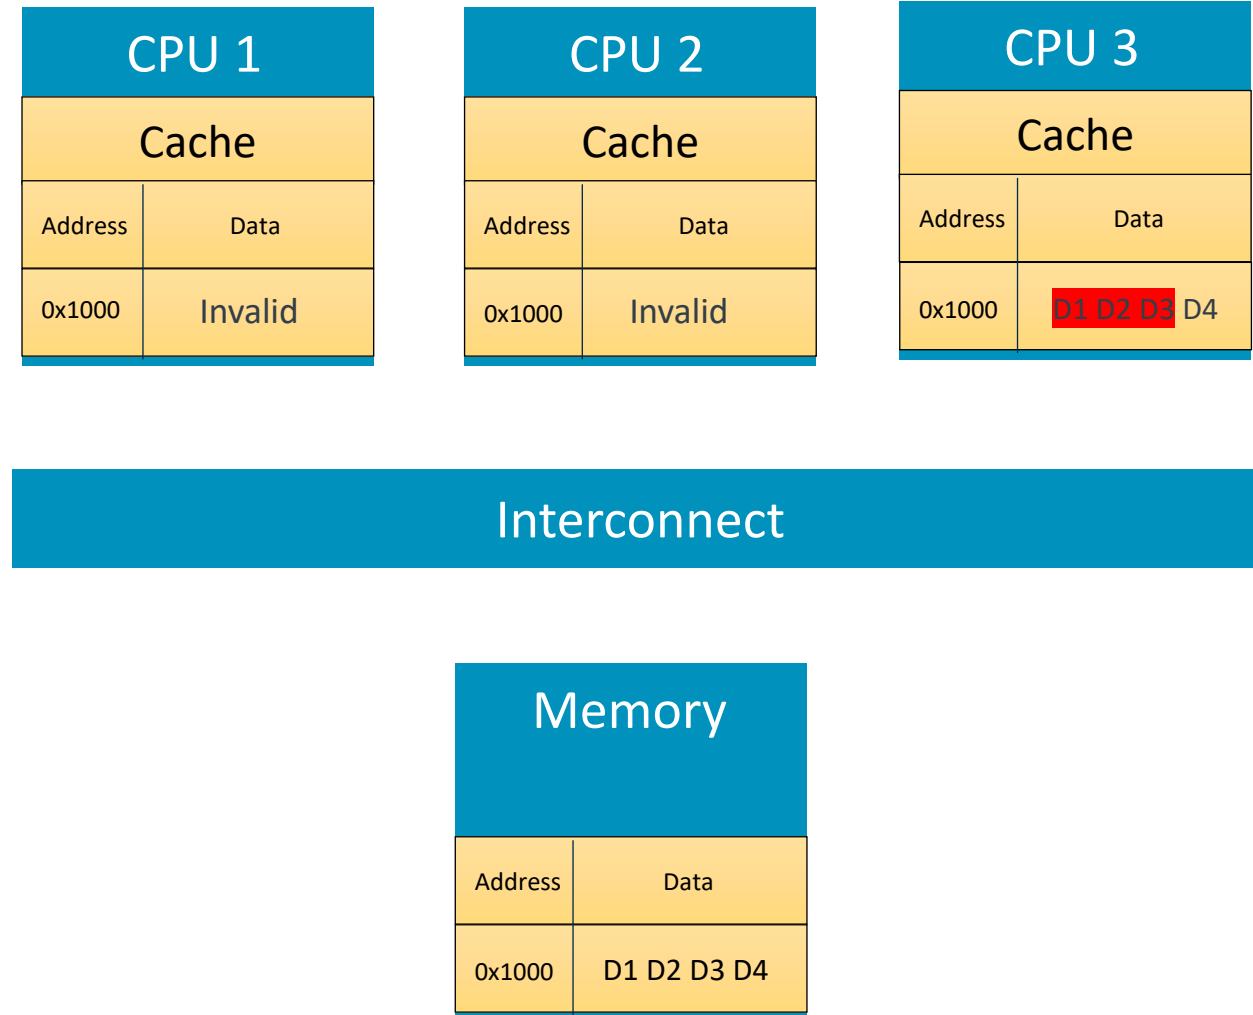 CPU 1
Cache
Address Data
0x1000 Invalid
CPU 2
Cache
Address Data
0x1000 Invalid
CPU 3
Cache
Address Data
0x1000 D1 D2 D3 D4
Interconnect
Memory
Address Data
0x1000 D1 D2 D3 D4